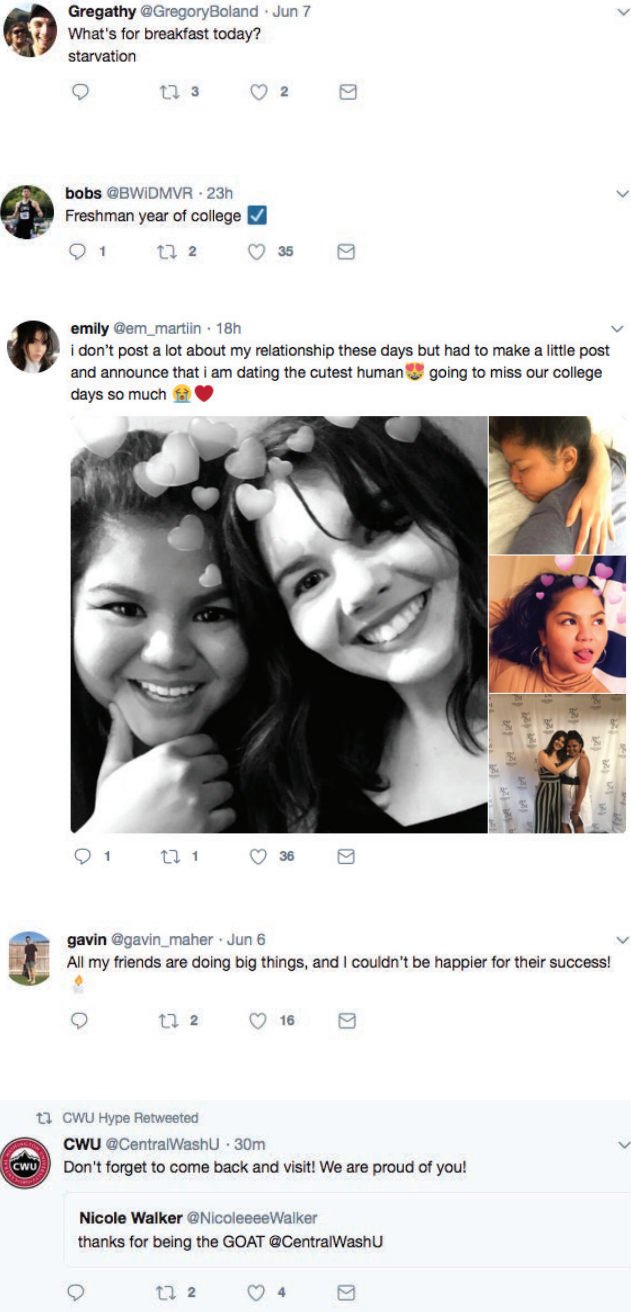 Gregathy @GregoryBoland · Jun 7
What's for breakfast today?
starvation
3 2
bobs @BWiDMVR · 23h
Freshman year of college ☑
1 2 35
emily @em_martiin · 18h
i don't post a lot about my relationship these days but had to make a little post
and announce that i am dating the cutest human😻 going to miss our college
days so much 😭❤
1 1 36
gavin @gavin_maher · Jun 6
All my friends are doing big things, and I couldn't be happier for their success!
🕯
2 16
CWU Hype Retweeted
CWU @CentralWashU · 30m
CWU
Don't forget to come back and visit! We are proud of you!
Nicole Walker @NicoleeeeWalker
thanks for being the GOAT @CentralWashU
2 4